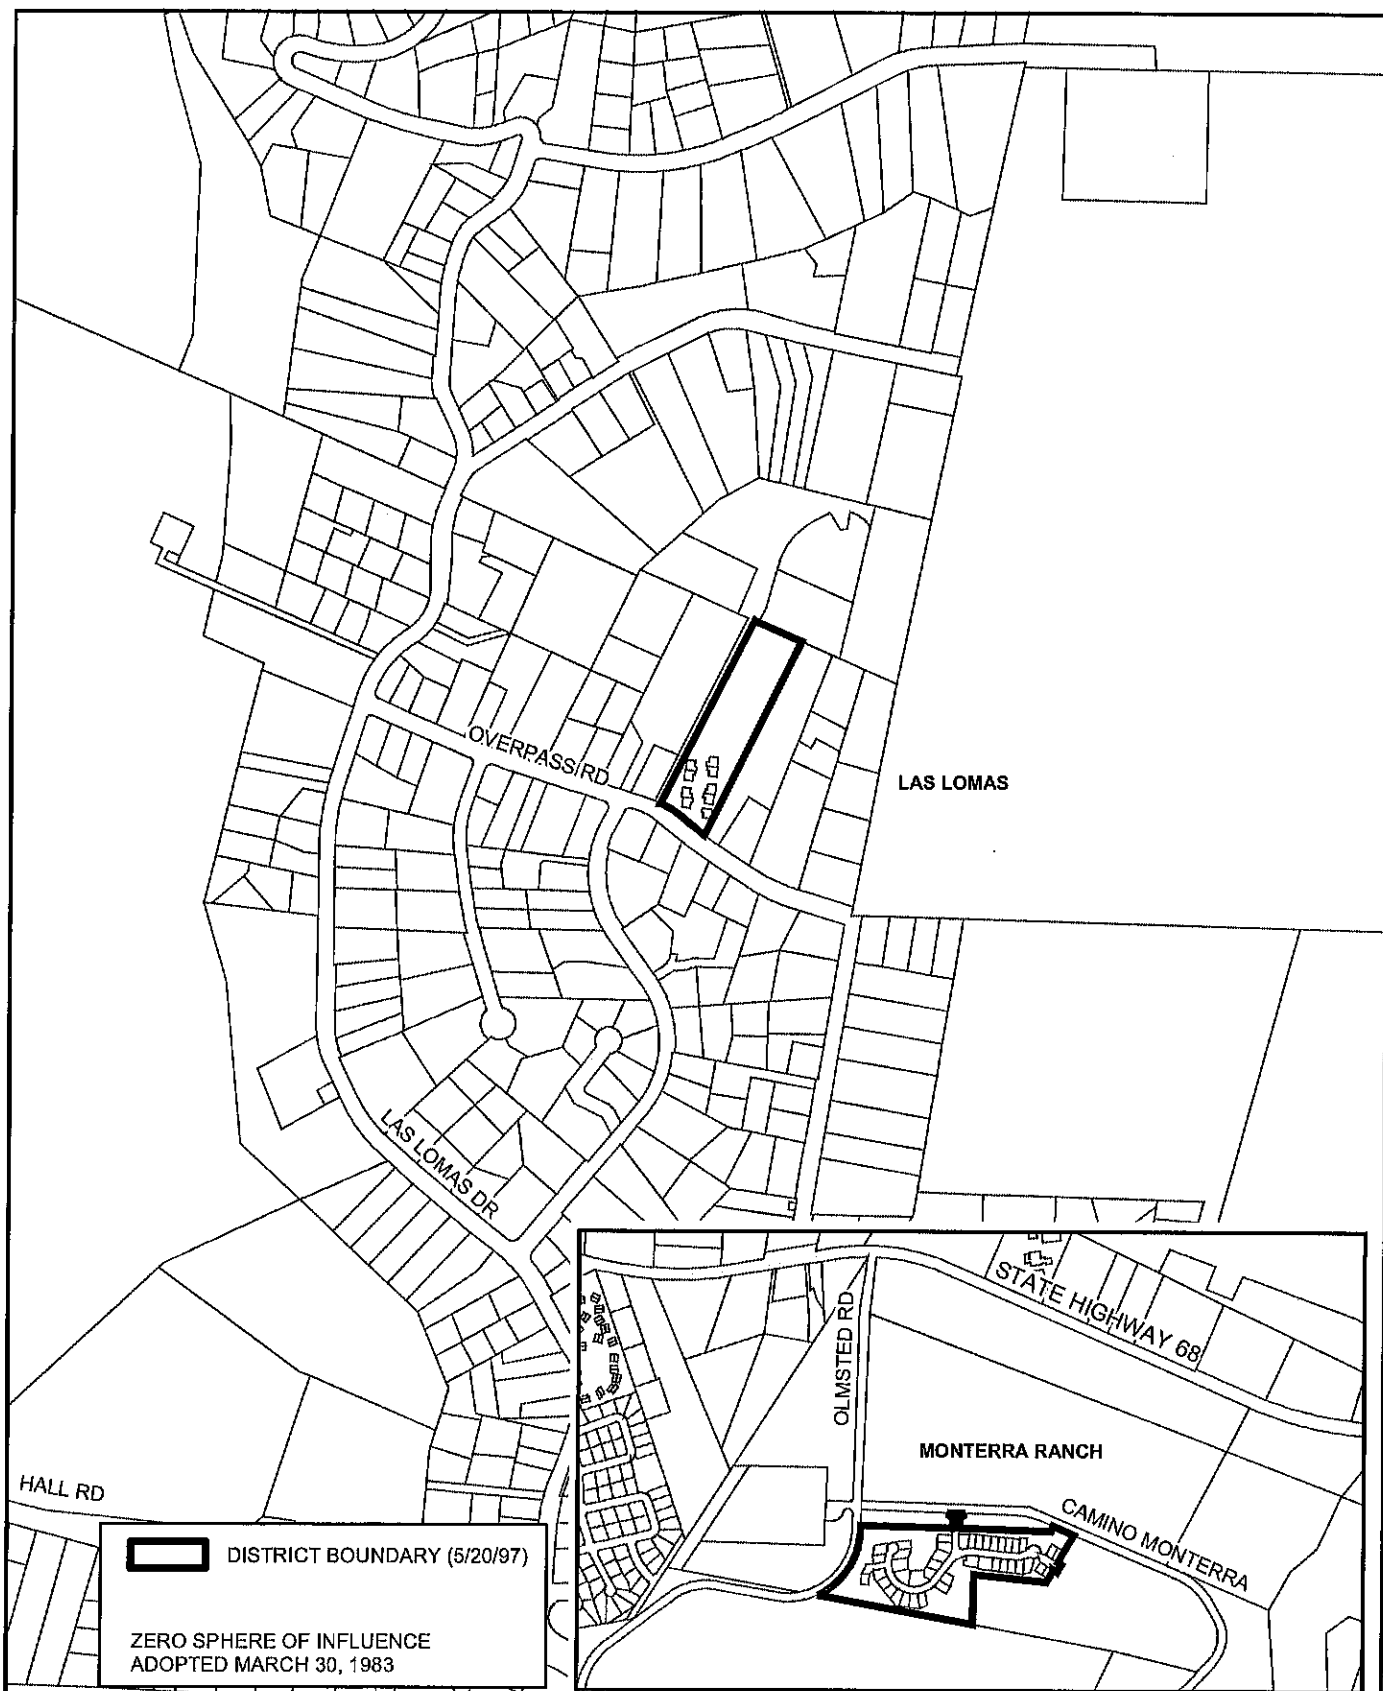 OVERPASS RD
LAS LOMAS
LAS LOMAS DR
HALL RD
DISTRICT BOUNDARY (5/20/97)
ZERO SPHERE OF INFLUENCE
ADOPTED MARCH 30, 1983
STATE HIGHWAY 68
OLMSTED RD
MONTERRA RANCH
CAMINO MONTERRA